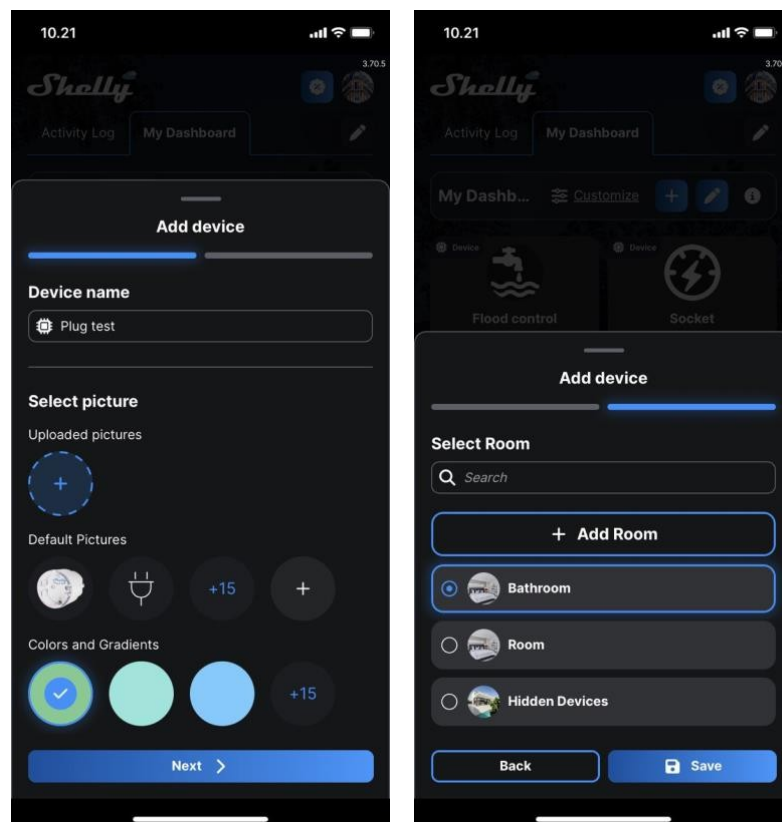 10.21
Shelly
3.70.5
Activity Log My Dashboard
Add device
Device name
Plug test
Select picture
Uploaded pictures
+
Default Pictures
+15 +
Colors and Gradients
+15
Next >
10.21
Shelly
3.70
Activity Log My Dashboard
My Dashb... Customize +
Device Device
Flood control Socket
Add device
Select Room
Search
+ Add Room
Bathroom
Room
Hidden Devices
Back Save